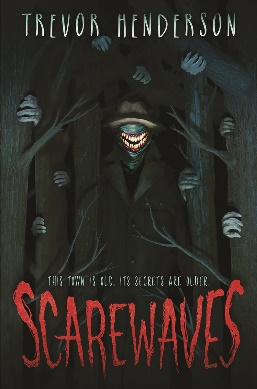 TREVOR HENDERSON
THIS TOWN IS OLD. ITS SECRETS ARE OLDER.
SCAREWAVES